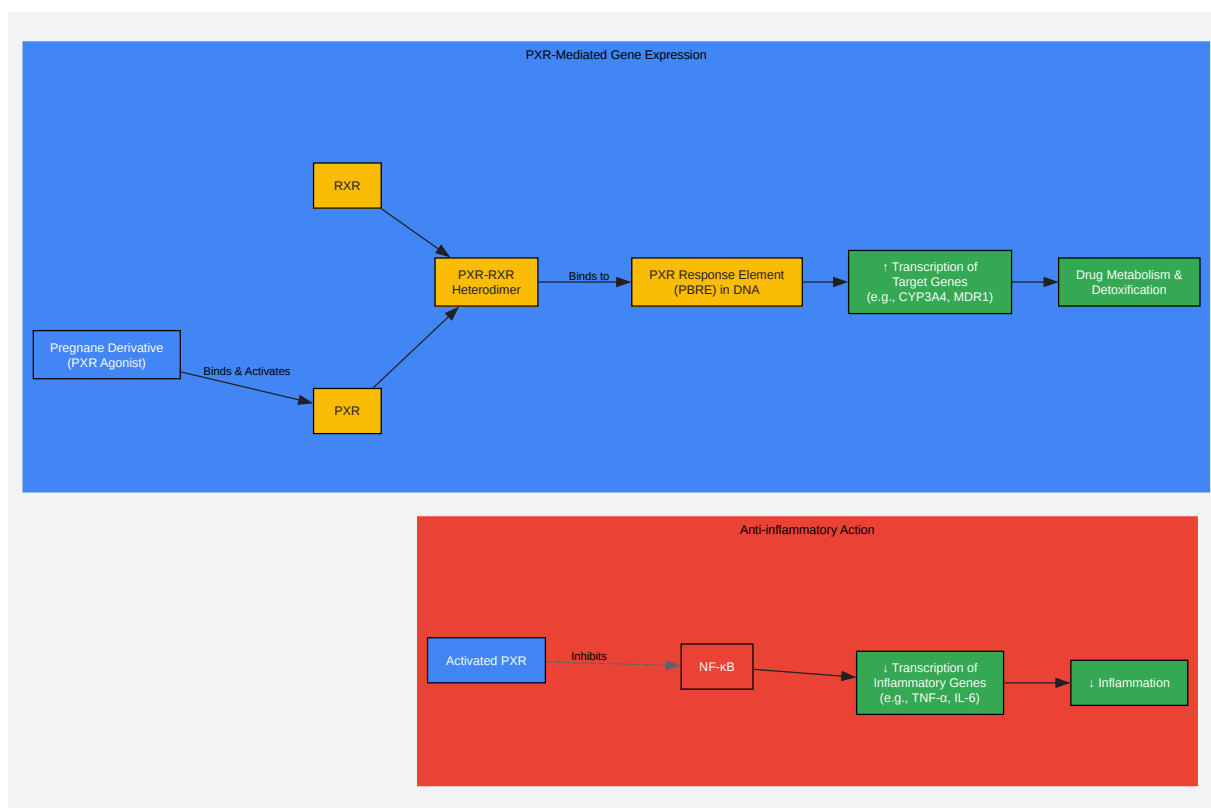 PXR-Mediated Gene Expression
RXR
PXR-RXR
Heterodimer
Binds to
PXR Response Element
(PBRE) in DNA
↑ Transcription of
Target Genes
(e.g., CYP3A4, MDR1)
Drug Metabolism &
Detoxification
Pregnane Derivative
(PXR Agonist)
Binds & Activates
PXR
Anti-inflammatory Action
Activated PXR
Inhibits
NF-κB
↓ Transcription of
Inflammatory Genes
(e.g., TNF-α, IL-6)
↓ Inflammation